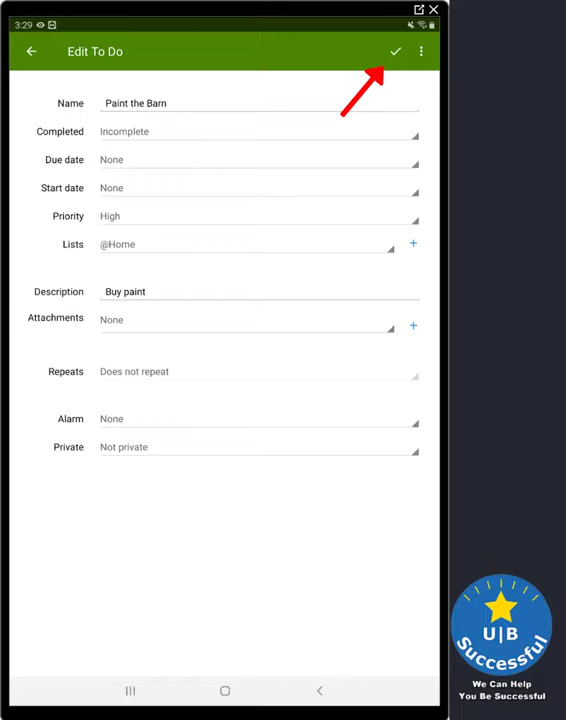 3:29
Edit To Do
Name Paint the Barn
Completed Incomplete
Due date None
Start date None
Priority High
Lists @Home +
Description Buy paint
Attachments None +
Repeats Does not repeat
Alarm None
Private Not private
U|B
Successful
We Can Help
You Be Successful